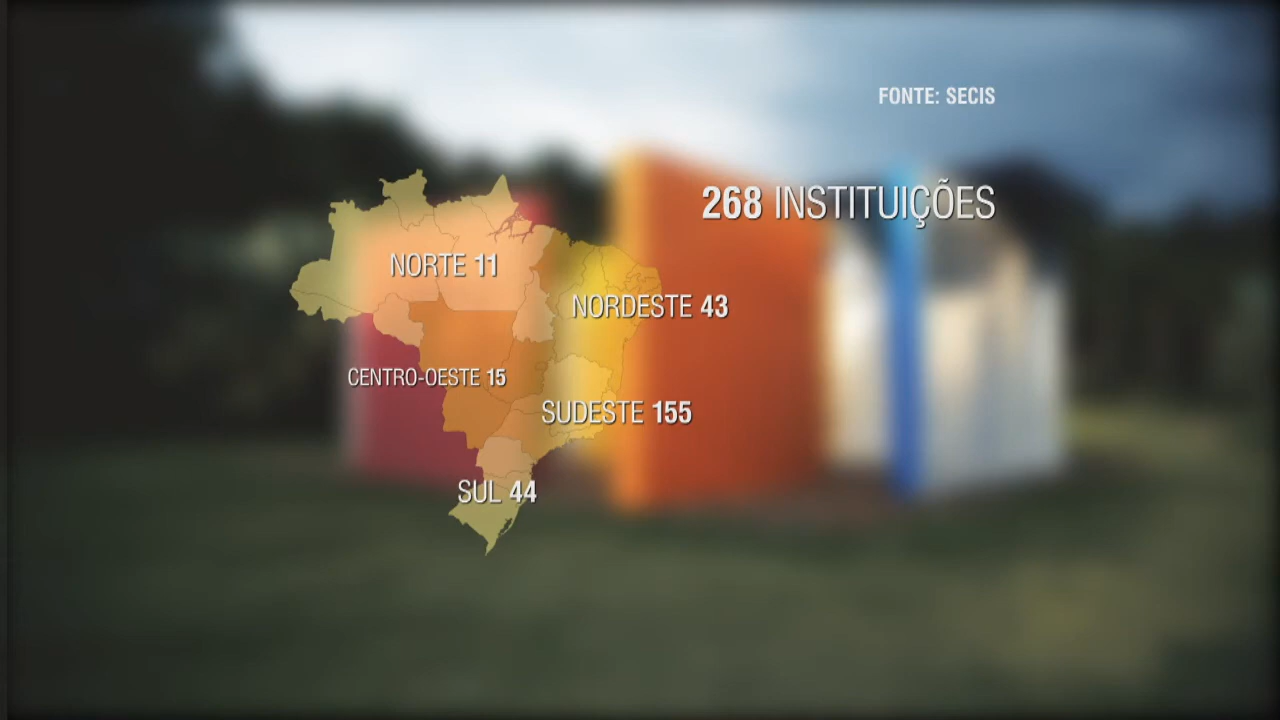 FONTE: SECIS
268 INSTITUIÇÕES
NORTE 11
NORDESTE 43
CENTRO-OESTE 15
SUDESTE 155
SUL 44